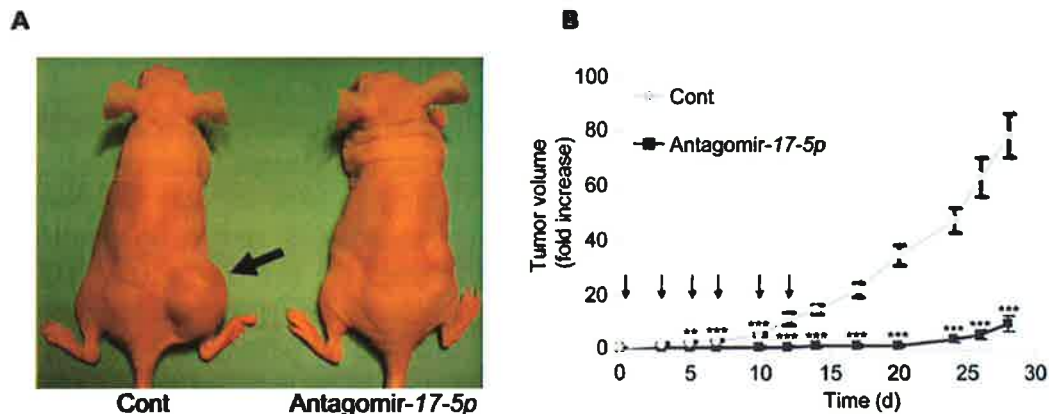 A
B
Cont
Antagomir-17-5p
Tumor volume
(fold increase)
100
80
60
40
20
0
Cont
Antagomir-17-5p
** *** *** *** *** *** *** *** *** ***
0 5 10 15 20 25 30
Time (d)